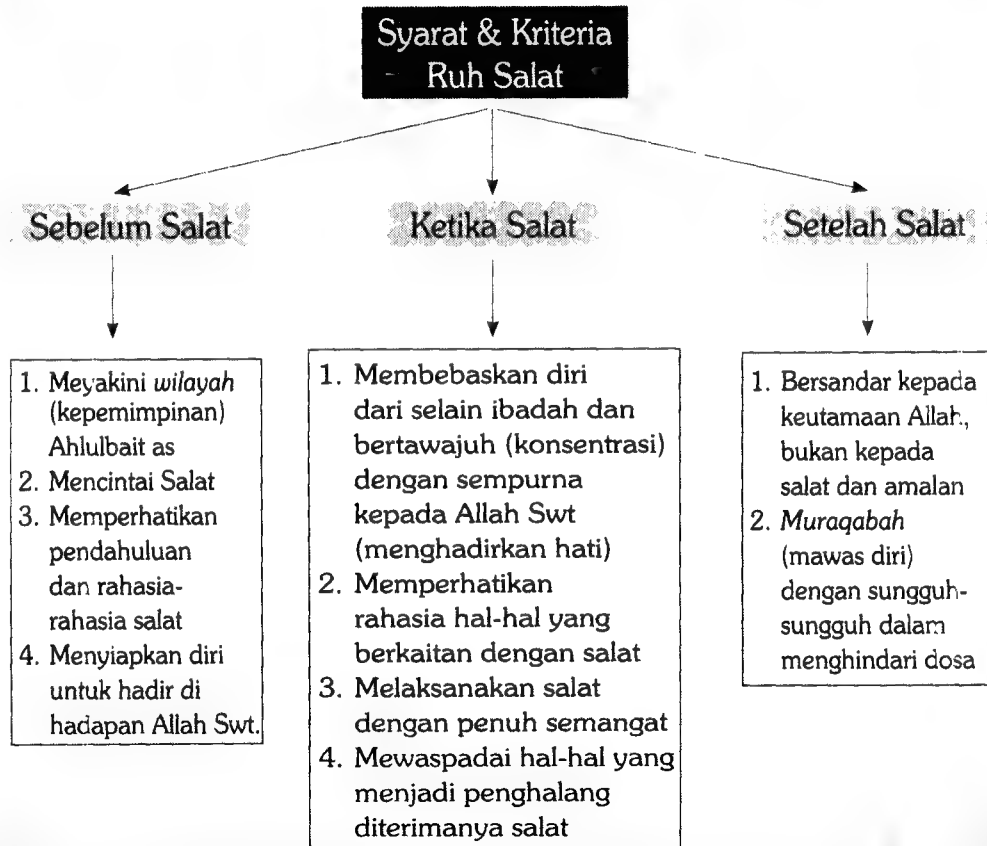 Syarat & Kriteria
Ruh Salat
Sebelum Salat
Ketika Salat
Setelah Salat
1. Meyakini wilayah
(kepemimpinan)
Ahlulbait as
2. Mencintai Salat
3. Memperhatikan
pendahuluan
dan rahasia-
rahasia salat
4. Menyiapkan diri
untuk hadir di
hadapan Allah Swt.
1. Membebaskan diri
dari selain ibadah dan
bertawajuh (konsentrasi)
dengan sempurna
kepada Allah Swt
(menghadirkan hati)
2. Memperhatikan
rahasia hal-hal yang
berkaitan dengan salat
3. Melaksanakan salat
dengan penuh semangat
4. Mewaspadai hal-hal yang
menjadi penghalang
diterimanya salat
1. Bersandar kepada
keutamaan Allah,
bukan kepada
salat dan amalan
2. Muraqabah
(mawas diri)
dengan sungguh-
sungguh dalam
menghindari dosa